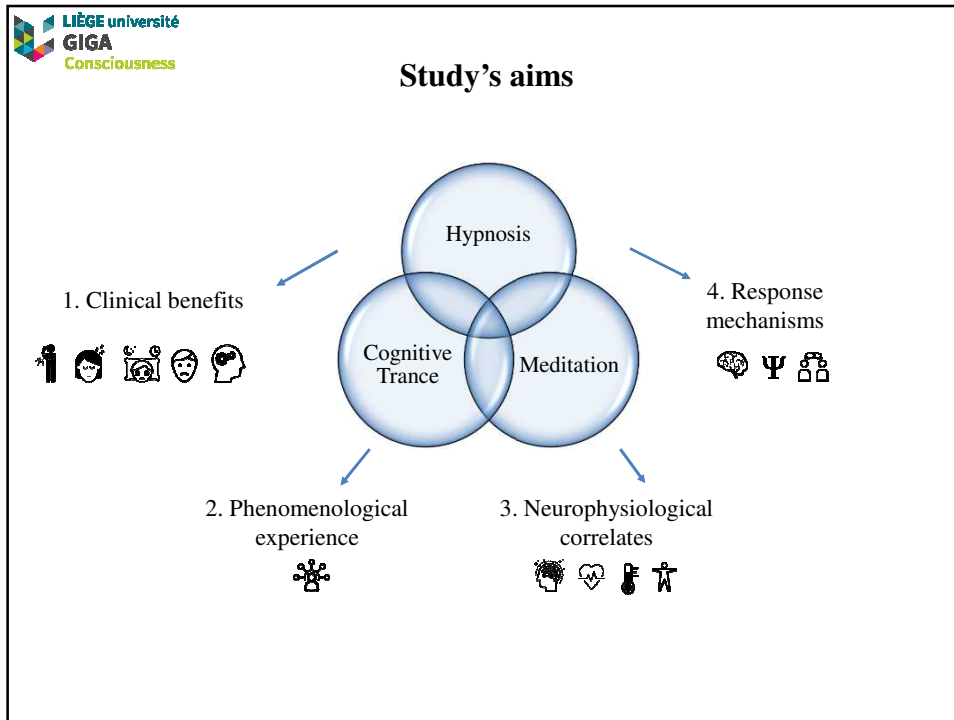 LIÈGE université
GIGA
Consciousness
Study’s aims
Hypnosis
Cognitive
Trance
Meditation
1. Clinical benefits
2. Phenomenological
experience
3. Neurophysiological
correlates
4. Response
mechanisms
Ψ